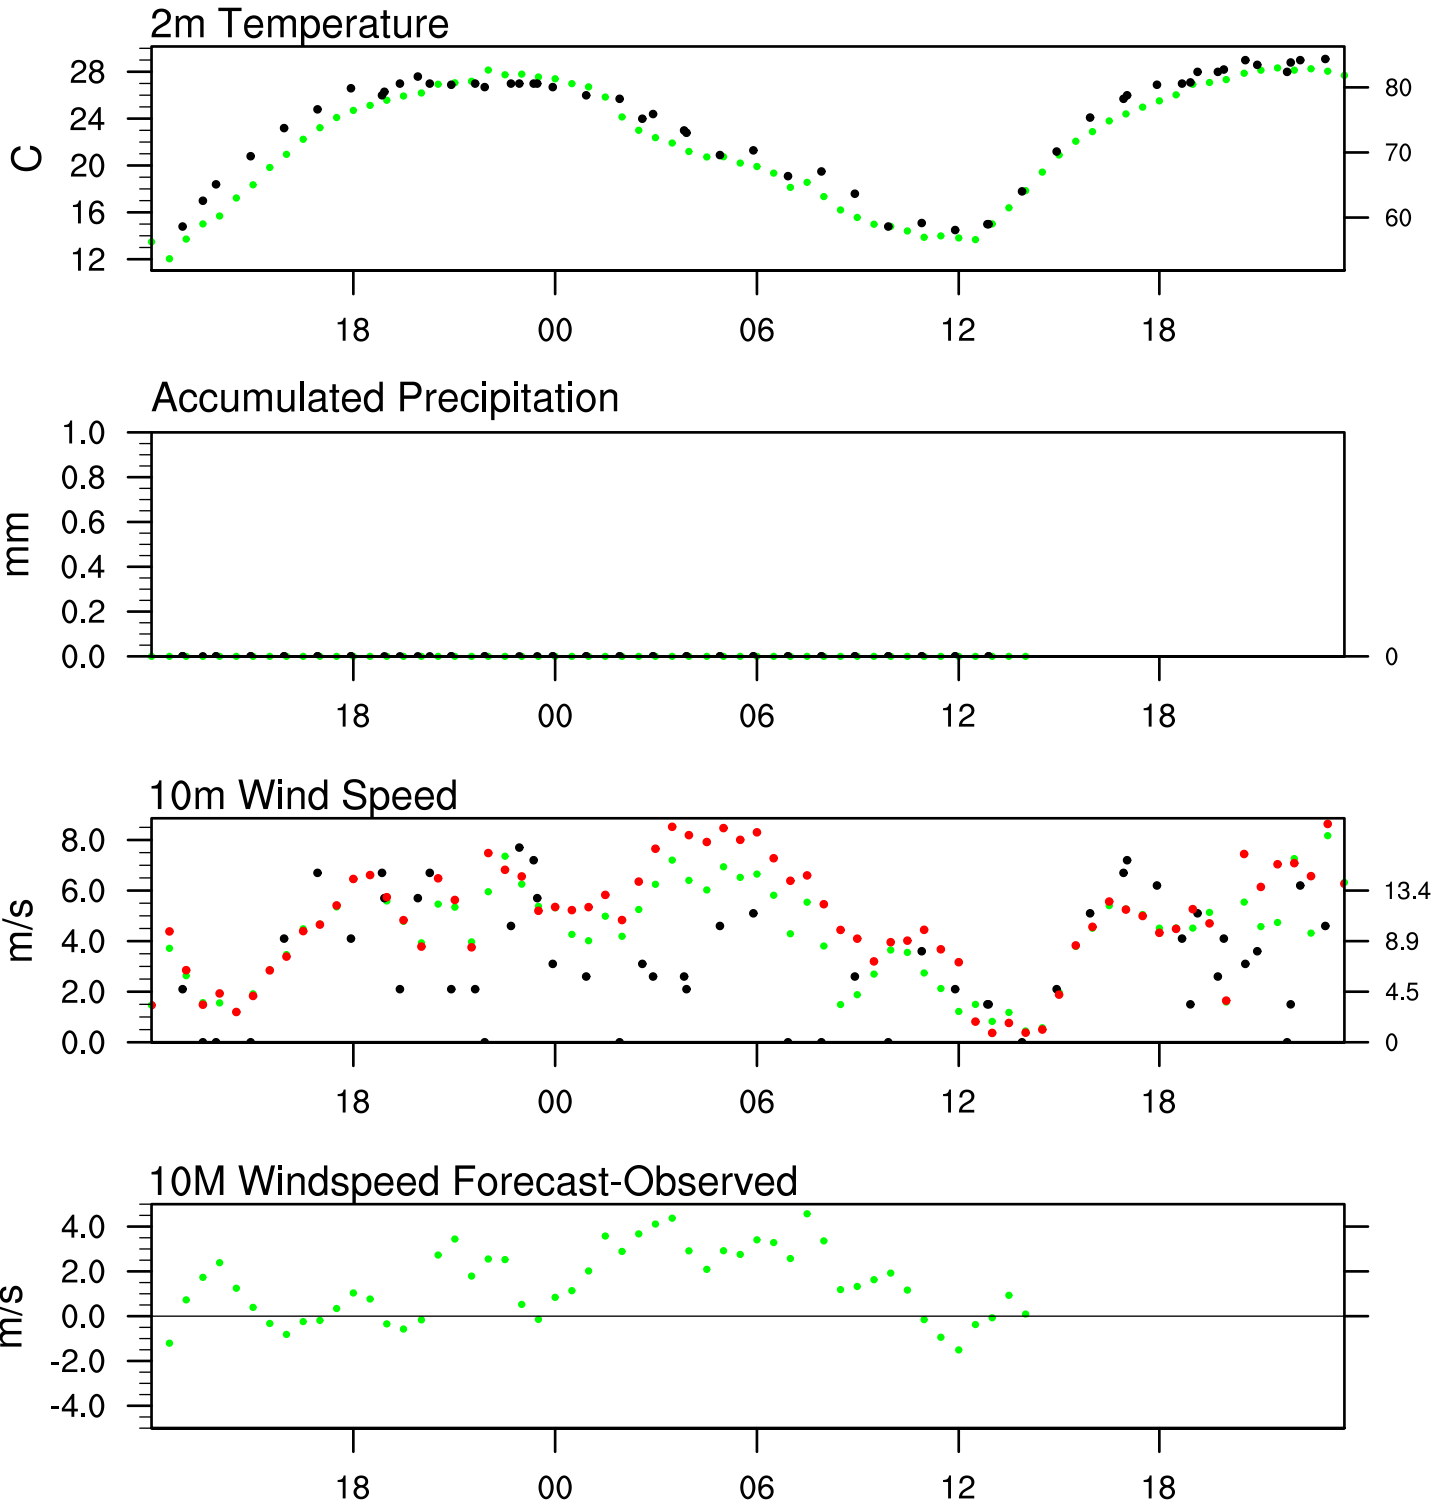 2m Temperature
28
24
20
16
12
C
80
70
60
18 00 06 12 18
Accumulated Precipitation
1.0
0.8
0.6
0.4
0.2
0.0
mm
0
18 00 06 12 18
10m Wind Speed
8.0
6.0
4.0
2.0
0.0
m/s
13.4
8.9
4.5
0
18 00 06 12 18
10M Windspeed Forecast-Observed
4.0
2.0
0.0
-2.0
-4.0
m/s
18 00 06 12 18